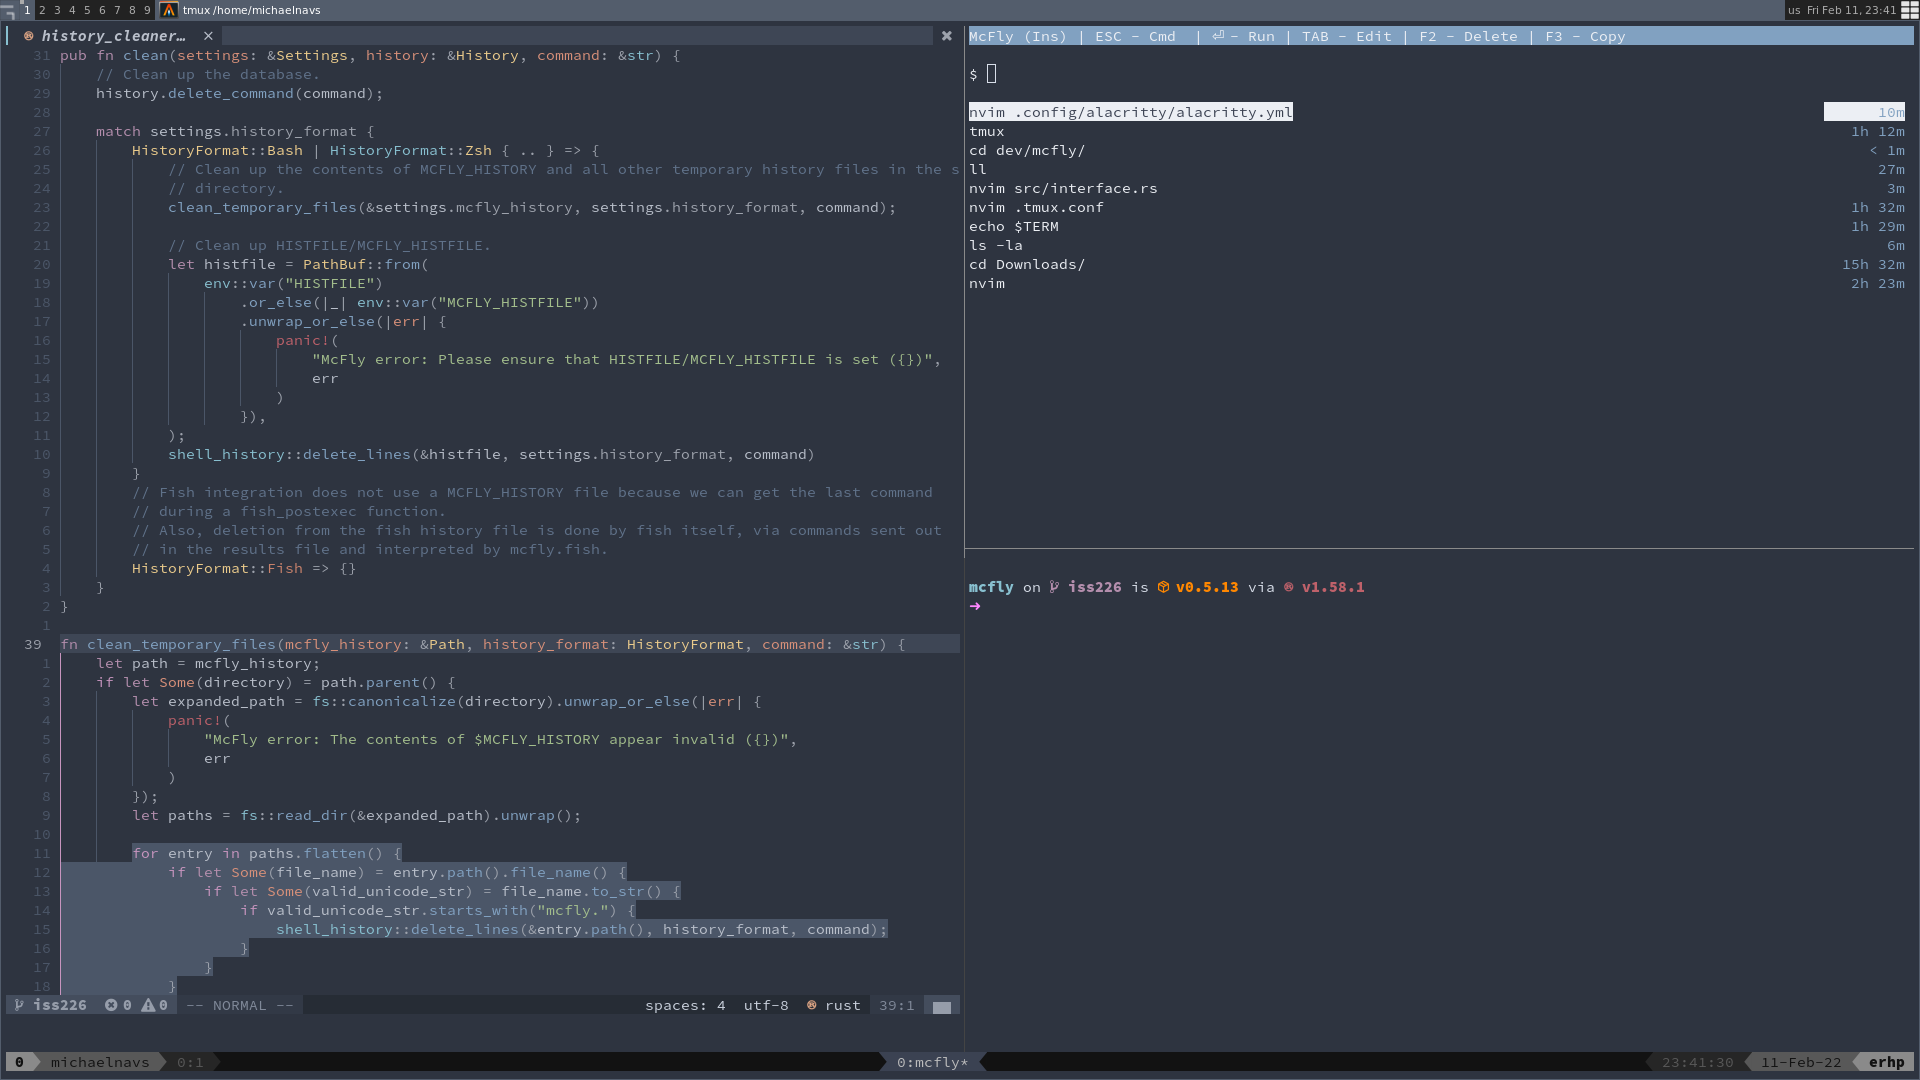 1 2 3 4 5 6 7 8 9 tmux /home/michaelnavs us Fri Feb 11, 23:41
history_cleaner… ✕ ✖
31 pub fn clean(settings: &Settings, history: &History, command: &str) {
30 // Clean up the database.
29 history.delete_command(command);
28
27 match settings.history_format {
26 HistoryFormat::Bash | HistoryFormat::Zsh { .. } => {
25 // Clean up the contents of MCFLY_HISTORY and all other temporary history files in the s
24 // directory.
23 clean_temporary_files(&settings.mcfly_history, settings.history_format, command);
22
21 // Clean up HISTFILE/MCFLY_HISTFILE.
20 let histfile = PathBuf::from(
19 env::var("HISTFILE")
18 .or_else(|_| env::var("MCFLY_HISTFILE"))
17 .unwrap_or_else(|err| {
16 panic!(
15 "McFly error: Please ensure that HISTFILE/MCFLY_HISTFILE is set ({})",
14 err
13 )
12 }),
11 );
10 shell_history::delete_lines(&histfile, settings.history_format, command)
9 }
8 // Fish integration does not use a MCFLY_HISTORY file because we can get the last command
7 // during a fish_postexec function.
6 // Also, deletion from the fish history file is done by fish itself, via commands sent out
5 // in the results file and interpreted by mcfly.fish.
4 HistoryFormat::Fish => {}
3 }
2 }
1
39 fn clean_temporary_files(mcfly_history: &Path, history_format: HistoryFormat, command: &str) {
1 let path = mcfly_history;
2 if let Some(directory) = path.parent() {
3 let expanded_path = fs::canonicalize(directory).unwrap_or_else(|err| {
4 panic!(
5 "McFly error: The contents of $MCFLY_HISTORY appear invalid ({})",
6 err
7 )
8 });
9 let paths = fs::read_dir(&expanded_path).unwrap();
10
11 for entry in paths.flatten() {
12 if let Some(file_name) = entry.path().file_name() {
13 if let Some(valid_unicode_str) = file_name.to_str() {
14 if valid_unicode_str.starts_with("mcfly.") {
15 shell_history::delete_lines(&entry.path(), history_format, command);
16 }
17 }
18 }
iss226 0 0 -- NORMAL -- spaces: 4 utf-8 rust 39:1
McFly (Ins) | ESC - Cmd | ⏎ - Run | TAB - Edit | F2 - Delete | F3 - Copy
$
nvim .config/alacritty/alacritty.yml 10m
tmux 1h 12m
cd dev/mcfly/ < 1m
ll 27m
nvim src/interface.rs 3m
nvim .tmux.conf 1h 32m
echo $TERM 1h 29m
ls -la 6m
cd Downloads/ 15h 32m
nvim 2h 23m
mcfly on iss226 is v0.5.13 via v1.58.1
➜
0 michaelnavs 0:1 0:mcfly* 23:41:30 11-Feb-22 erhp